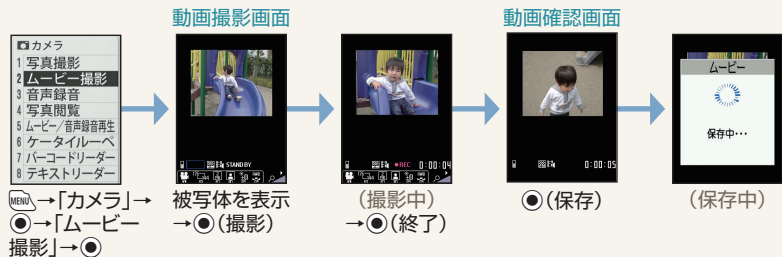 動画撮影画面
動画確認画面
カメラ
1 写真撮影
2 ムービー撮影
3 音声録音
4 写真閲覧
5 ムービー/音声録音再生
6 ケータイルーペ
7 バーコードリーダー
8 テキストリーダー
STANDBY
●REC 0:00:04
0:00:05
ムービー
保存中・・・
MENU→「カメラ」→
◉→「ムービー
撮影」→◉
被写体を表示
→◉(撮影)
(撮影中)
→◉(終了)
◉(保存)
(保存中)